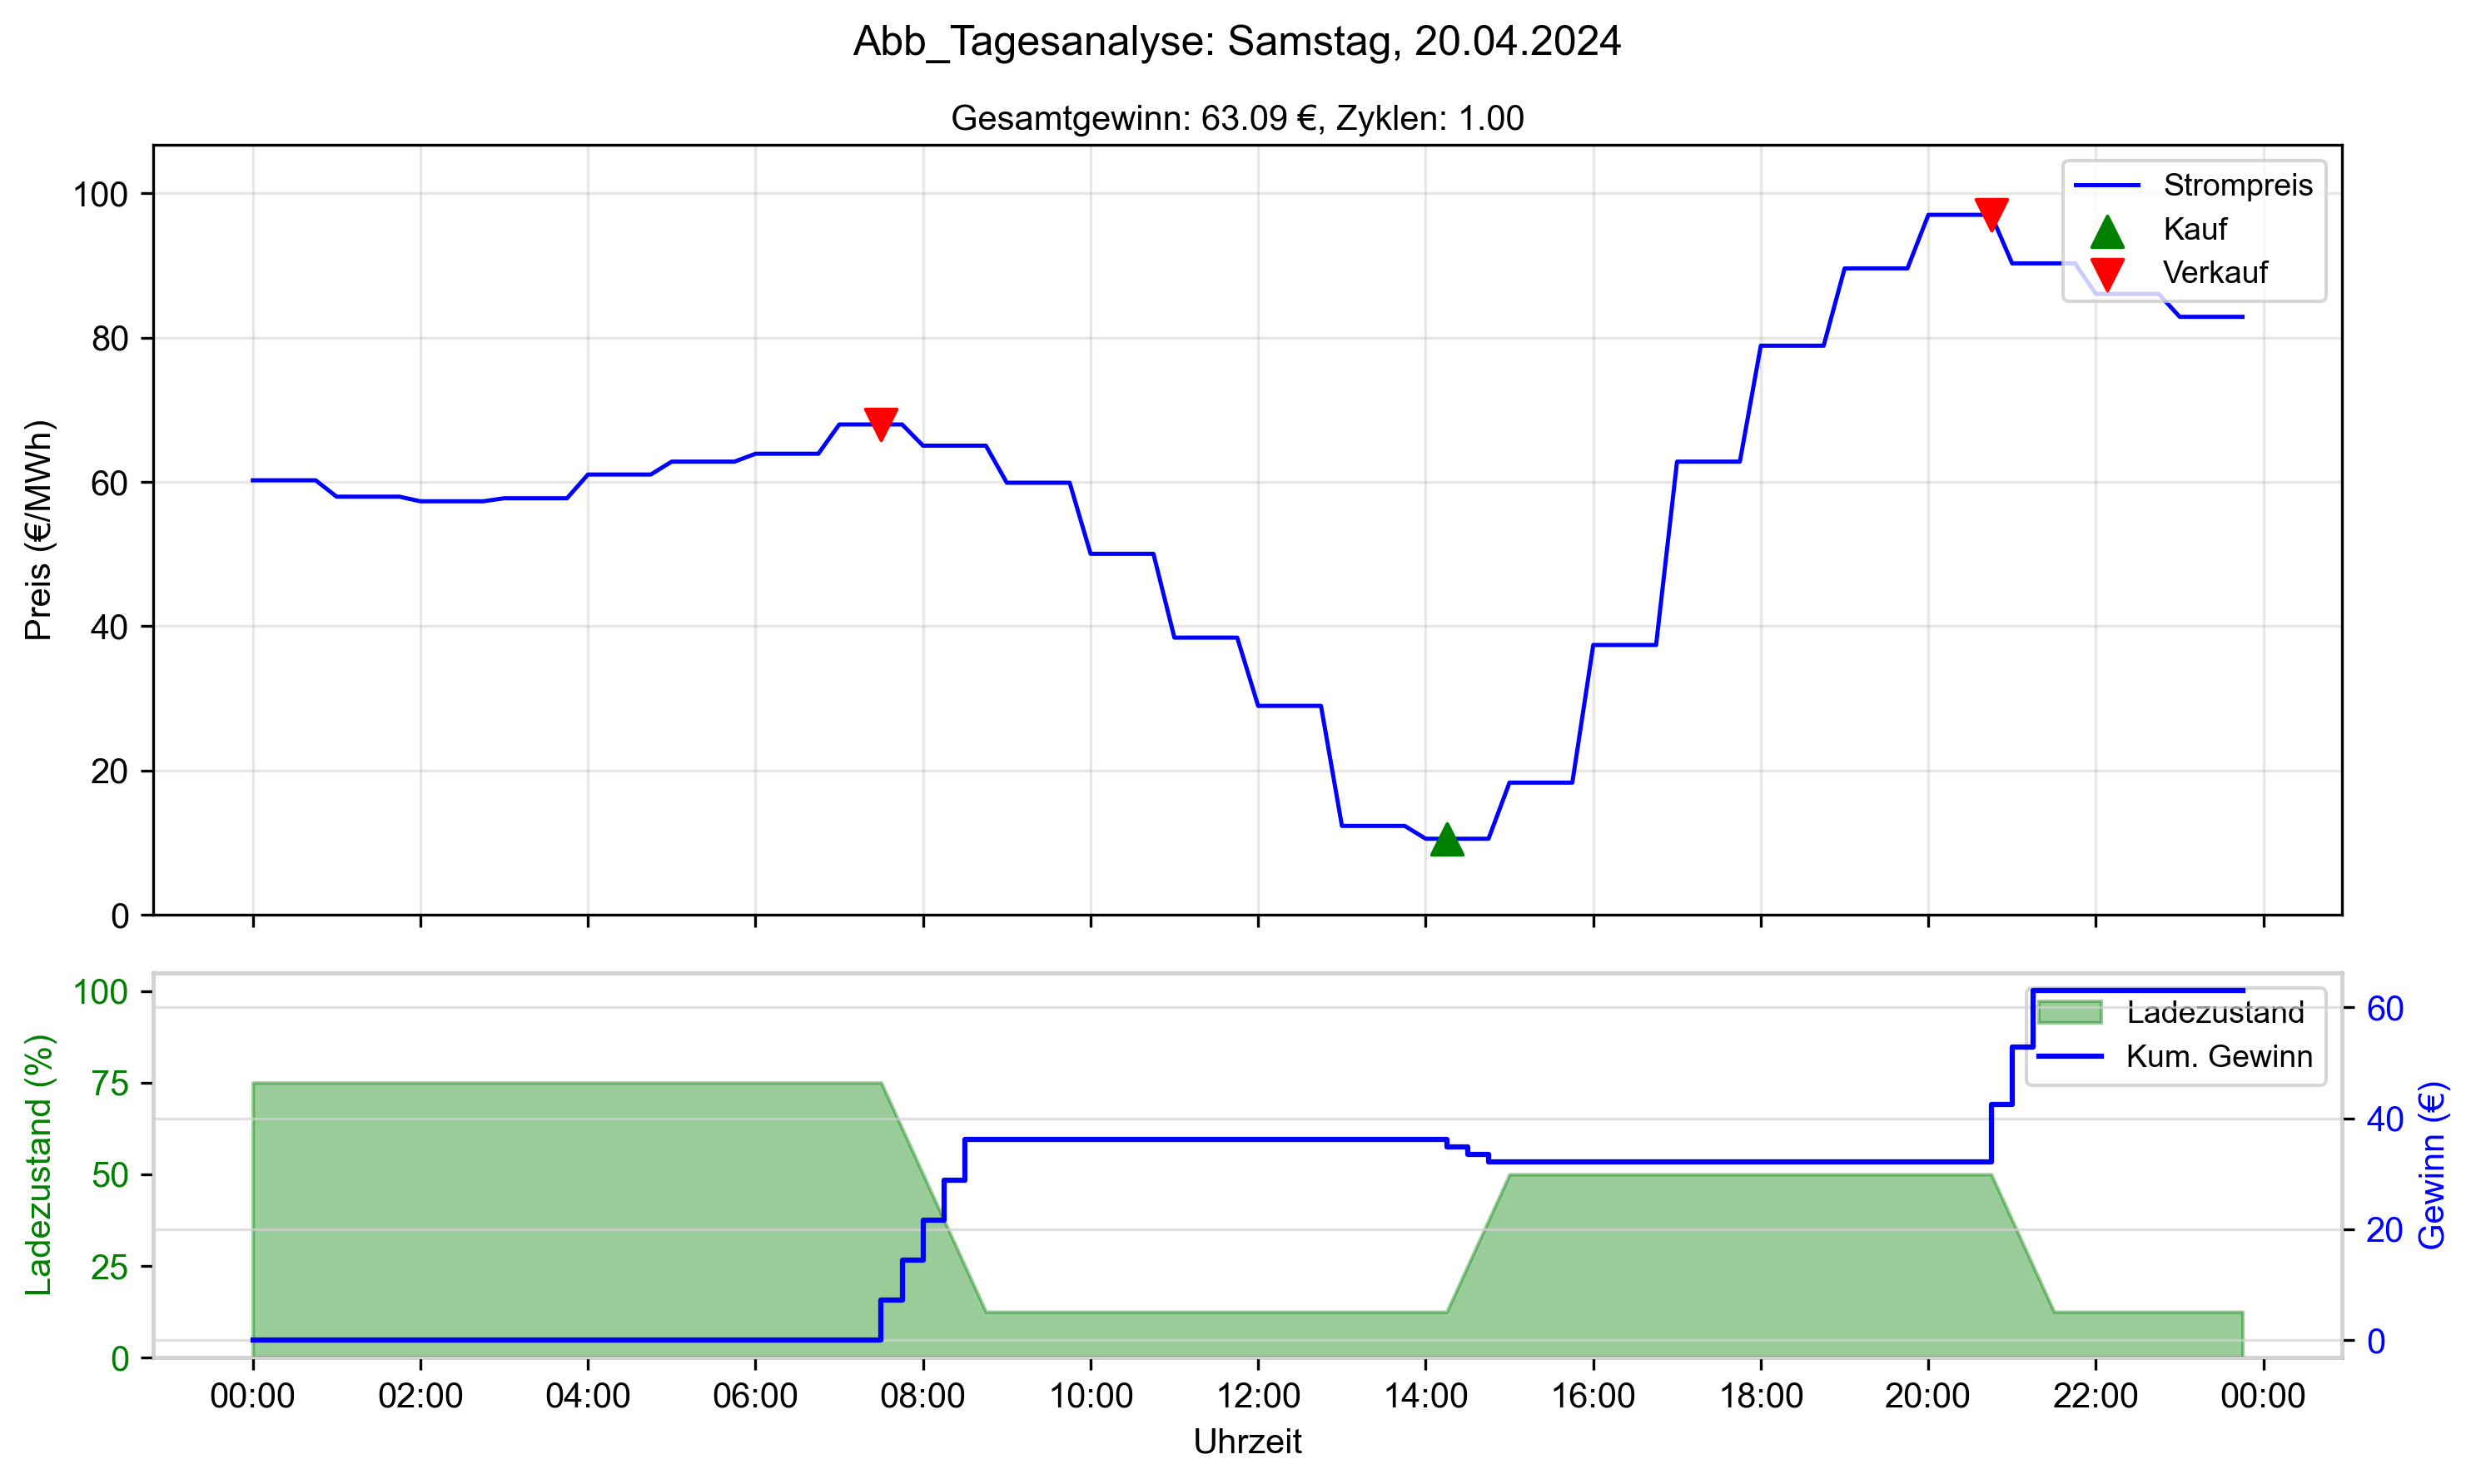 Abb_Tagesanalyse: Samstag, 20.04.2024
Gesamtgewinn: 63.09 €, Zyklen: 1.00
Preis (€/MWh)
100
80
60
40
20
0
Strompreis
Kauf
Verkauf
Ladezustand (%)
100
75
50
25
0
Ladezustand
Kum. Gewinn
60
40
20
0
Gewinn (€)
00:00 02:00 04:00 06:00 08:00 10:00 12:00 14:00 16:00 18:00 20:00 22:00 00:00
Uhrzeit